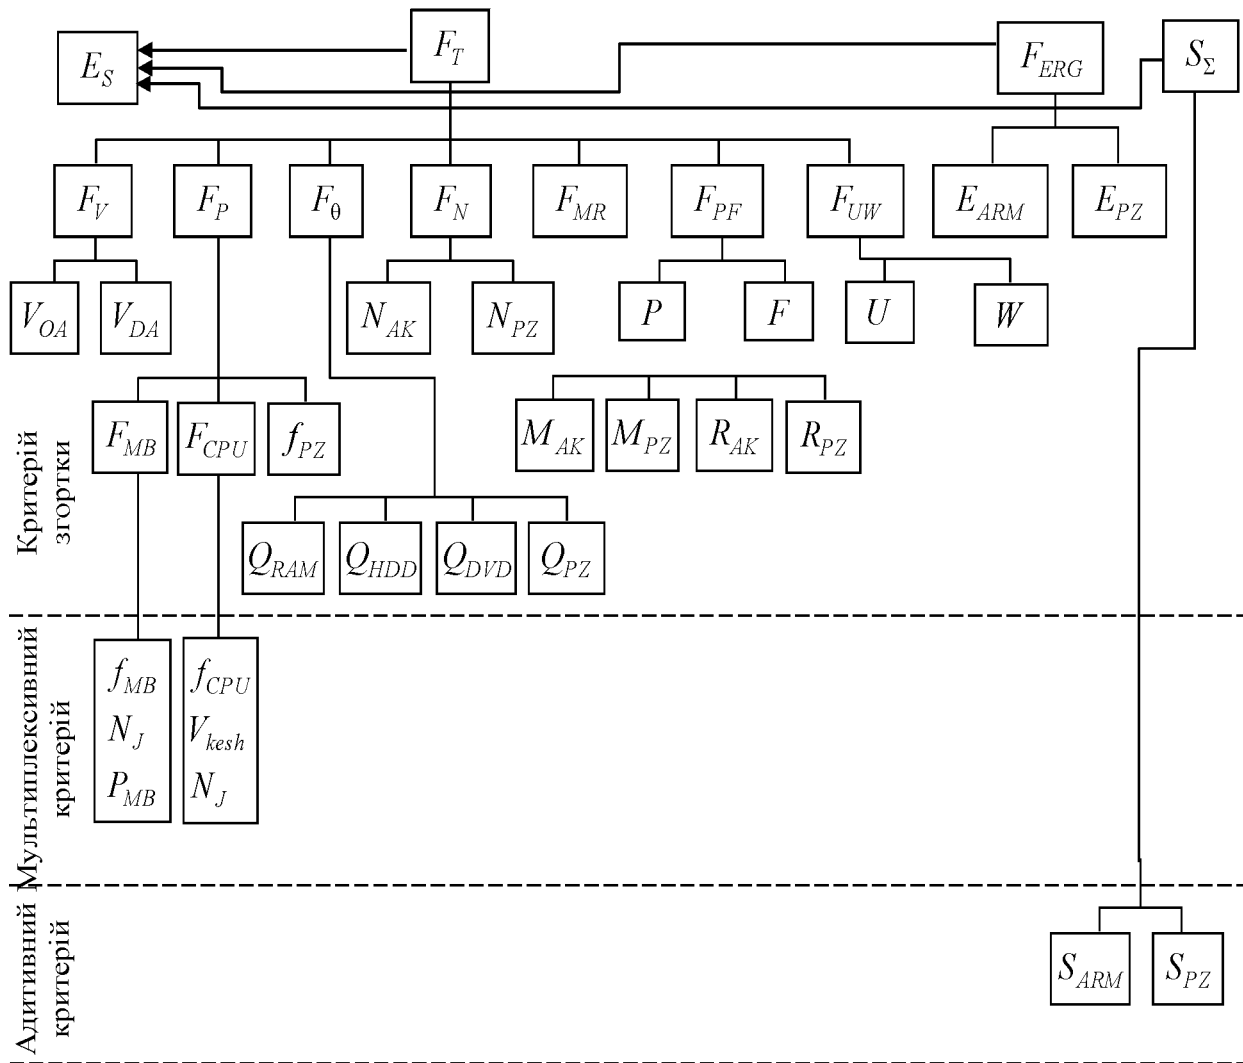 E_S
F_T
F_ERG
S_Σ
F_V
F_P
F_θ
F_N
F_MR
F_PF
F_UW
E_ARM
E_PZ
V_OA
V_DA
N_AK
N_PZ
P
F
U
W
Критерій
згортки
F_MB
F_CPU
f_PZ
M_AK
M_PZ
R_AK
R_PZ
Q_RAM
Q_HDD
Q_DVD
Q_PZ
Мультиплексивний
критерій
f_MB
N_J
P_MB
f_CPU
V_kesh
N_J
Адитивний
критерій
S_ARM
S_PZ